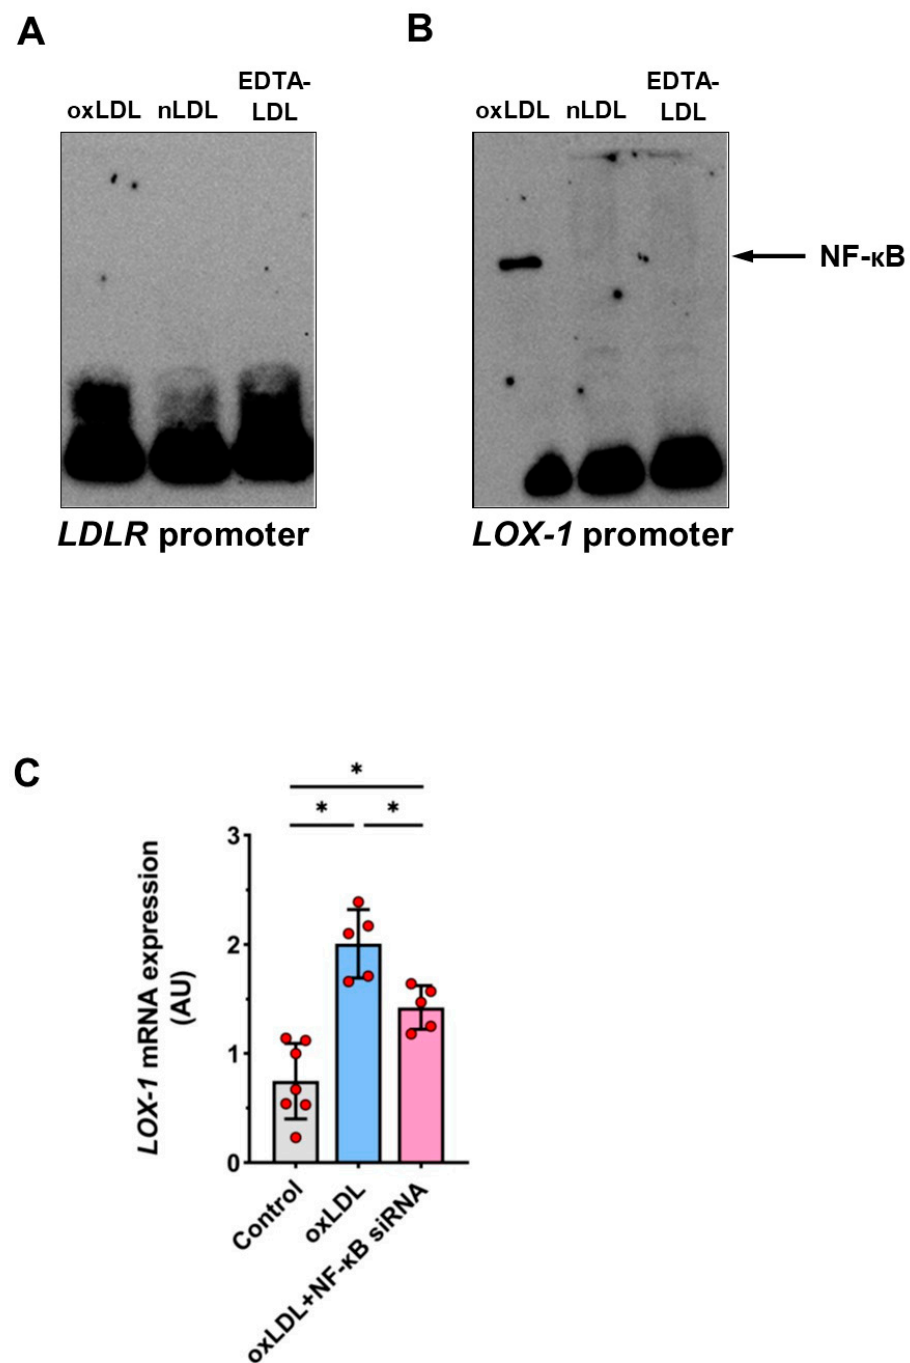 A
B
oxLDL nLDL EDTA-
LDL
oxLDL nLDL EDTA-
LDL
NF-κB
LDLR promoter
LOX-1 promoter
C
*
* *
LOX-1 mRNA expression
(AU)
3
2
1
0
Control
oxLDL
oxLDL+NF-κB siRNA